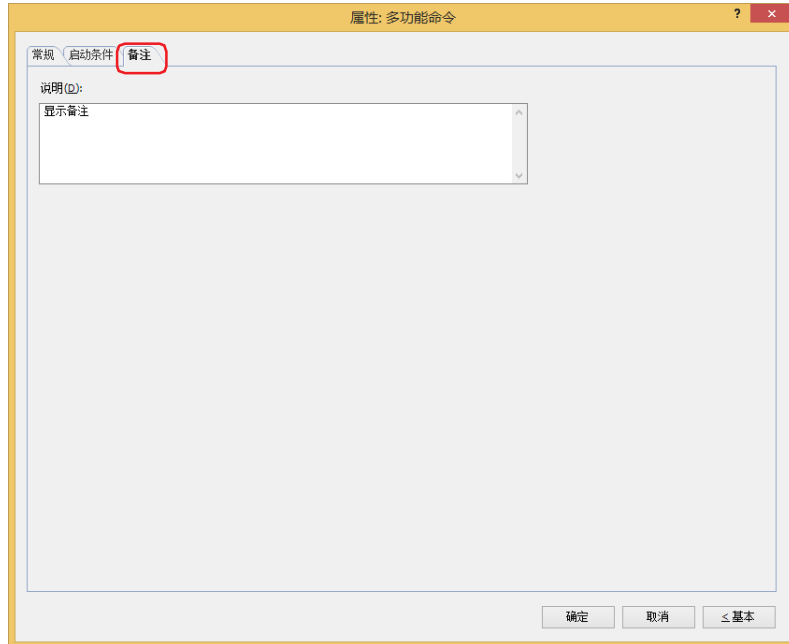 属性: 多功能命令
? ×
常规 启动条件 备注
说明(D):
显示备注
确定 取消 < 基本